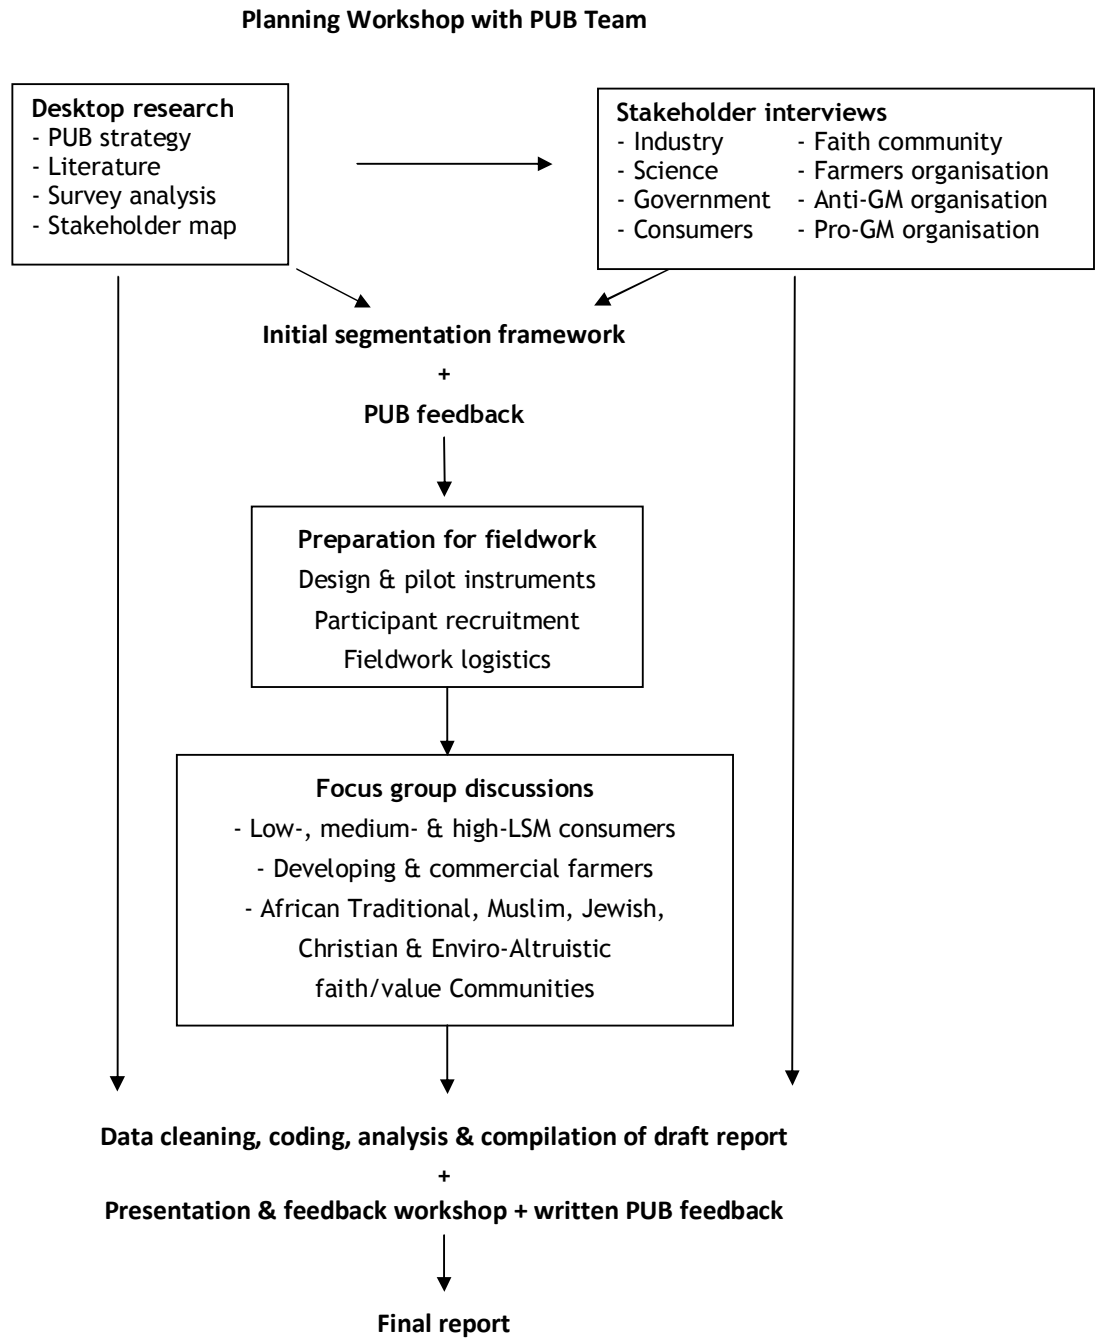 Planning Workshop with PUB Team
Desktop research
- PUB strategy
- Literature
- Survey analysis
- Stakeholder map
Stakeholder interviews
- Industry - Faith community
- Science - Farmers organisation
- Government - Anti-GM organisation
- Consumers - Pro-GM organisation
Initial segmentation framework
+
PUB feedback
Preparation for fieldwork
Design & pilot instruments
Participant recruitment
Fieldwork logistics
Focus group discussions
- Low-, medium- & high-LSM consumers
- Developing & commercial farmers
- African Traditional, Muslim, Jewish,
Christian & Enviro-Altruistic
faith/value Communities
Data cleaning, coding, analysis & compilation of draft report
+
Presentation & feedback workshop + written PUB feedback
Final report